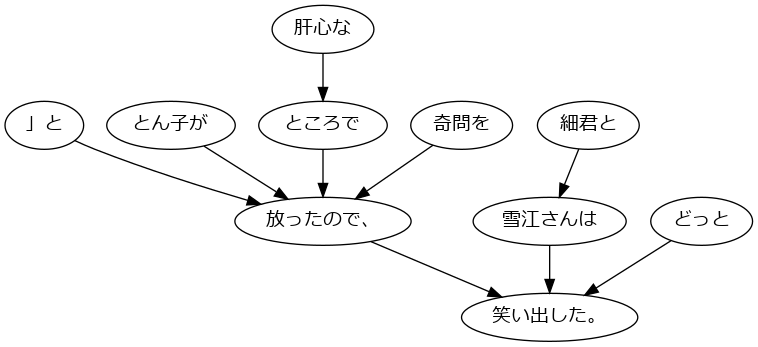 肝心な
」と
とん子が
ところで
奇問を
細君と
放ったので、
雪江さんは
どっと
笑い出した。